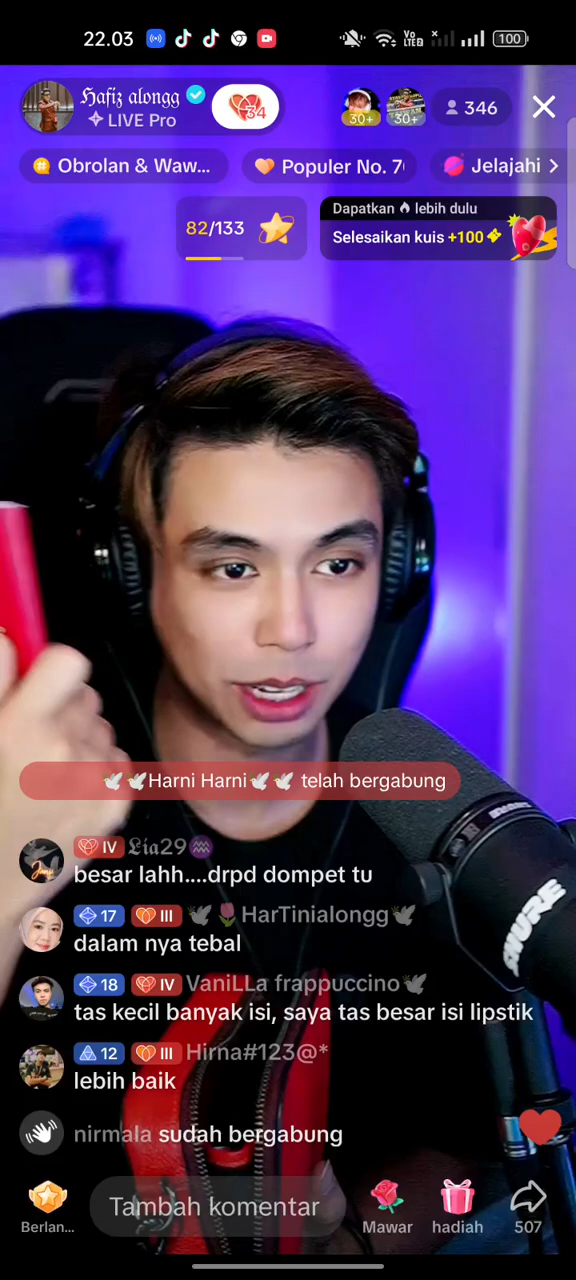 22.03
VoLTE2
100
ℌafiz alongg
LIVE Pro
34
30+
30+
346
Obrolan & Waw...
Populer No. 7
Jelajahi
82/133
Dapatkan 🔥 lebih dulu
Selesaikan kuis +100
🕊️🕊️Harni Harni🕊️🕊️ telah bergabung
IV 𝕷𝖎𝖆29♒
besar lahh....drpd dompet tu
17 III 🕊️🌷HarTinialongg🕊️
dalam nya tebal
18 IV VaniLLa frappuccino🕊️
tas kecil banyak isi, saya tas besar isi lipstik
12 III Hirna#123@*
lebih baik
nirmala sudah bergabung
SHURE
Berlan...
Tambah komentar
Mawar
hadiah
507